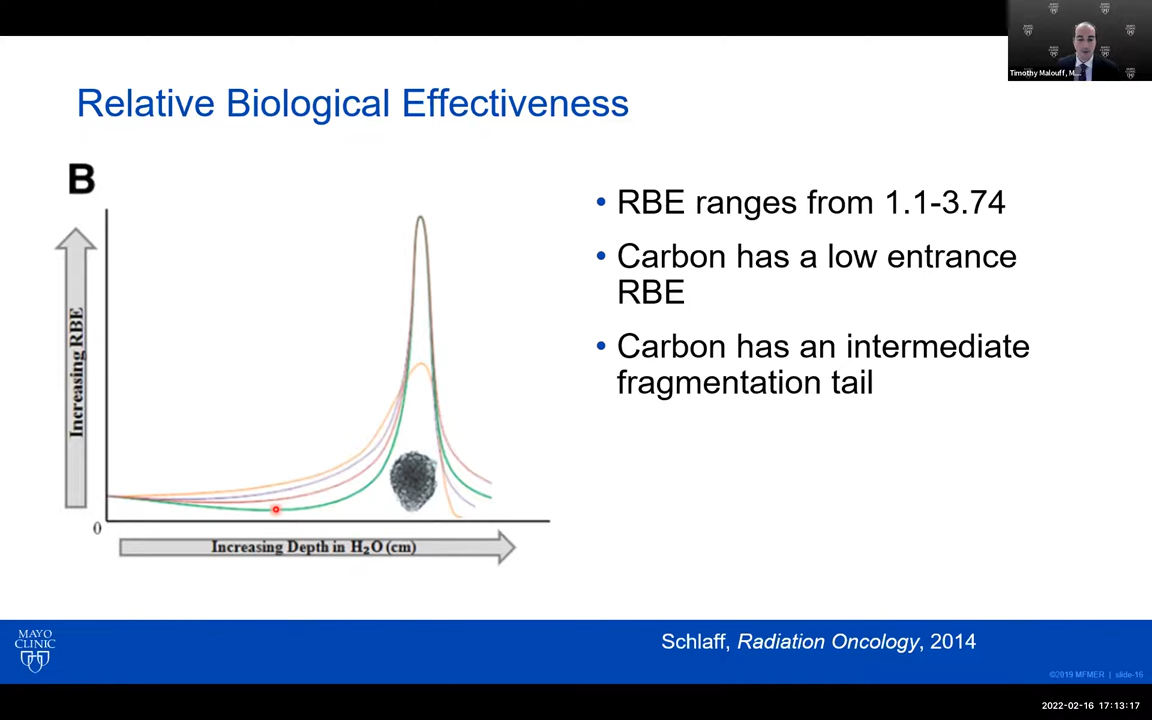 Timothy Malouff, M...
Relative Biological Effectiveness
B
Increasing RBE
0
Increasing Depth in H₂O (cm)
• RBE ranges from 1.1-3.74
• Carbon has a low entrance
RBE
• Carbon has an intermediate
fragmentation tail
MAYO
CLINIC
Schlaff, Radiation Oncology, 2014
©2019 MFMER | slide-16
2022-02-16 17:13:17